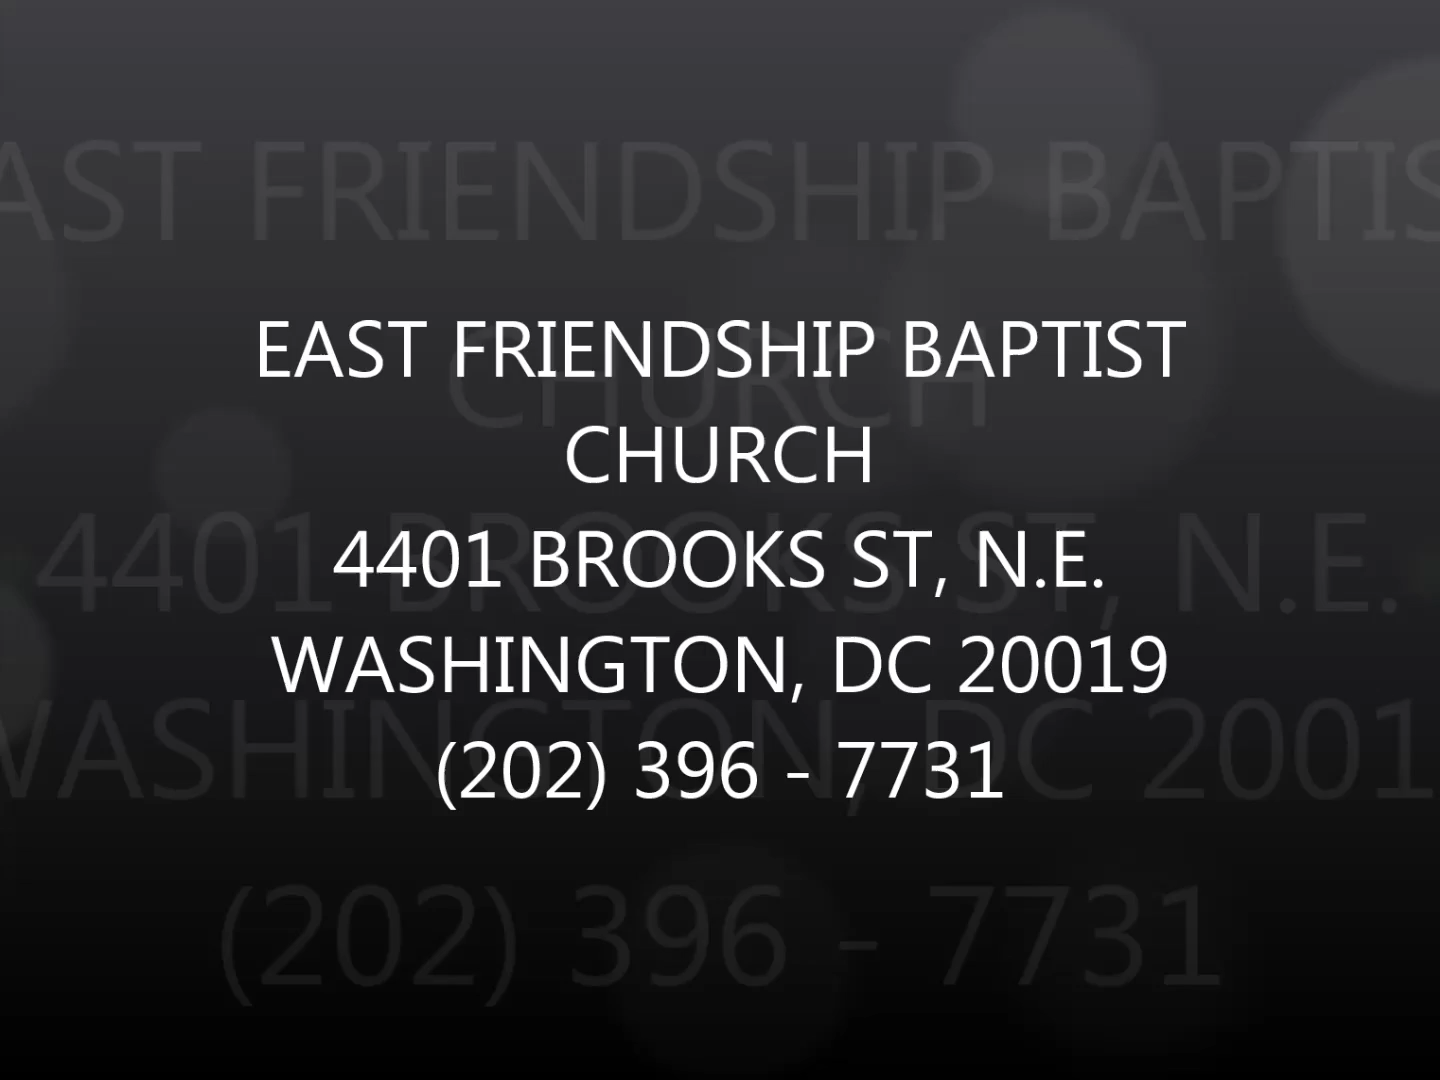 EAST FRIENDSHIP BAPTIST
CHURCH
4401 BROOKS ST, N.E.
WASHINGTON, DC 20019
(202) 396 - 7731